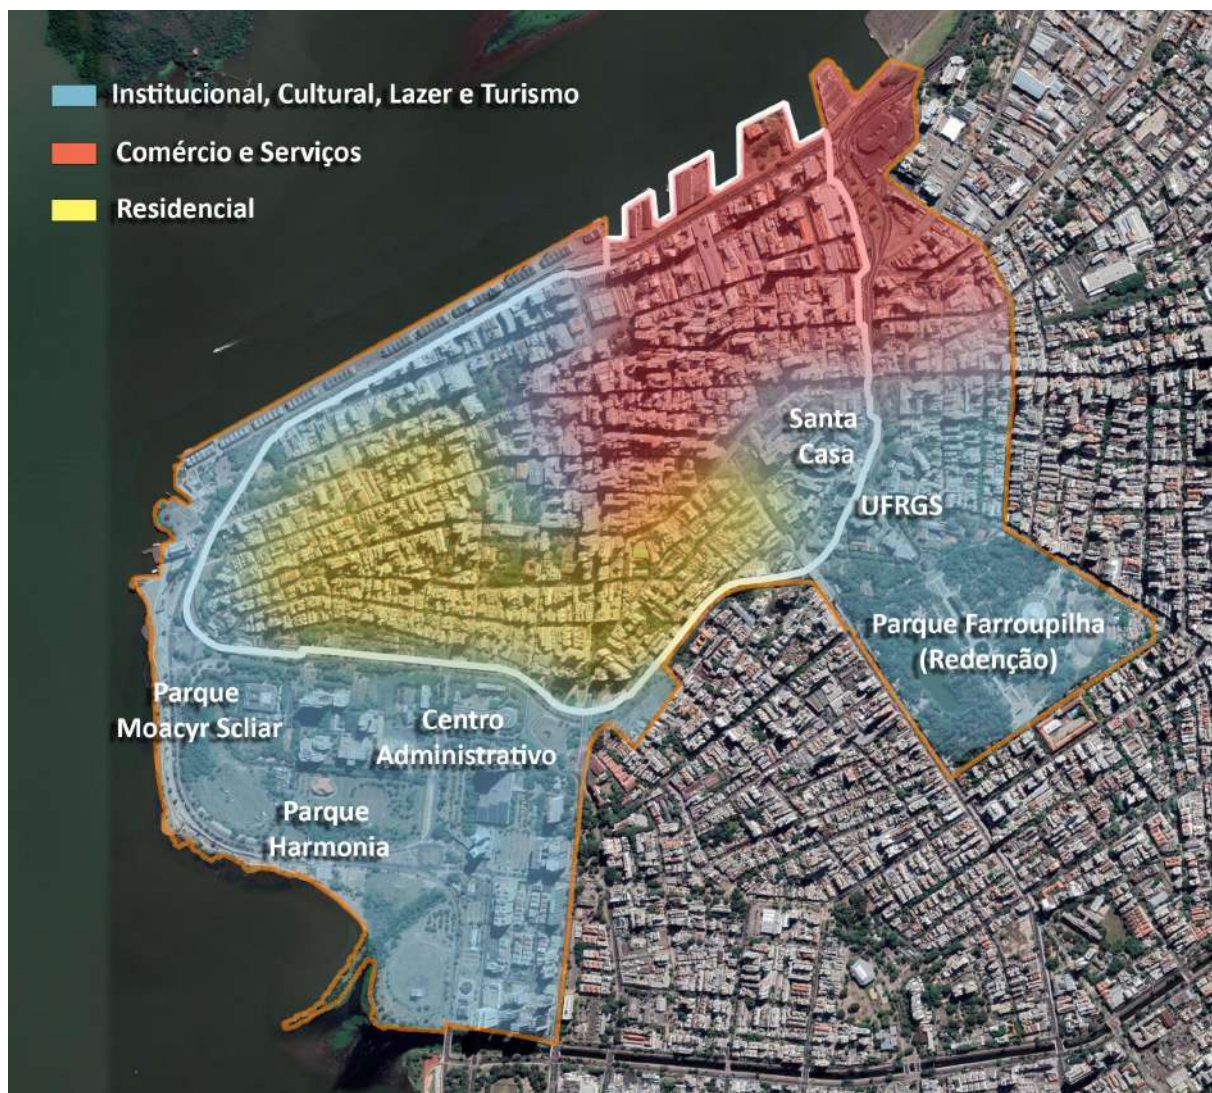 Institucional, Cultural, Lazer e Turismo
Comércio e Serviços
Residencial
Santa
Casa
UFRGS
Parque Farroupilha
(Redenção)
Parque
Moacyr Scliar
Centro
Administrativo
Parque
Harmonia